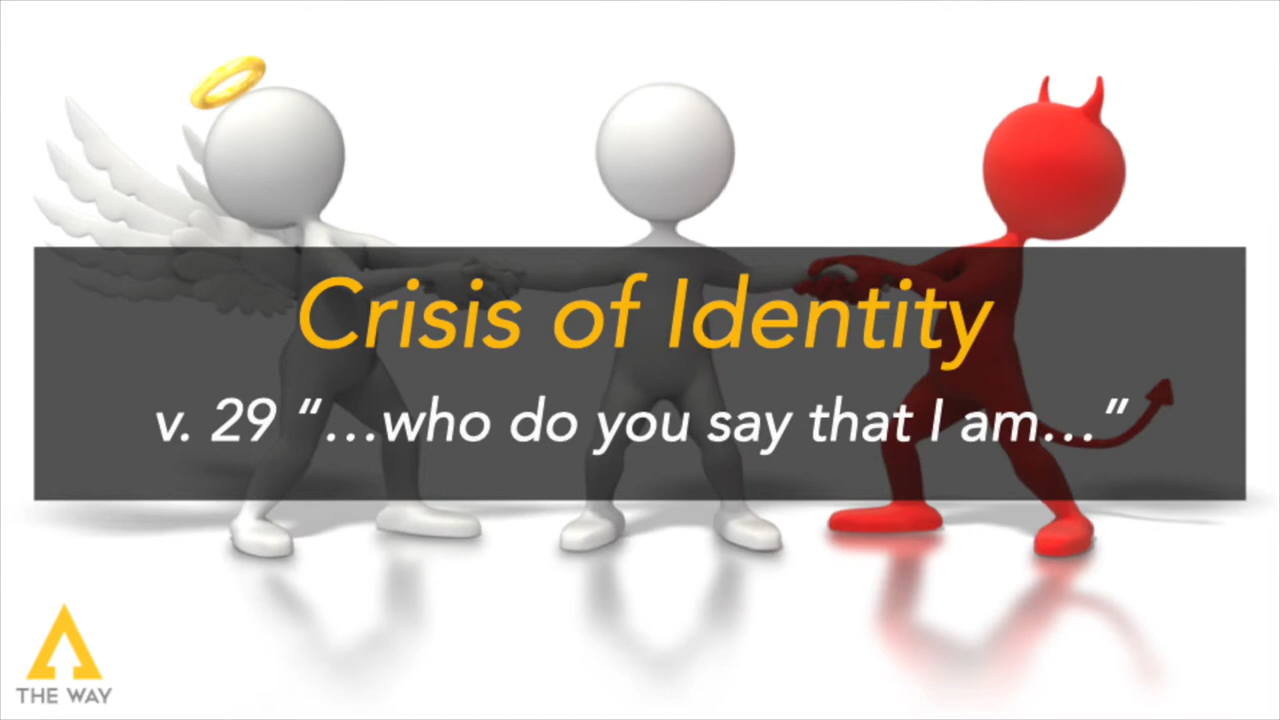 Crisis of Identity
v. 29 “…who do you say that I am…”
THE WAY